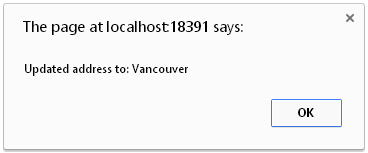 The page at localhost:18391 says:
Updated address to: Vancouver
OK